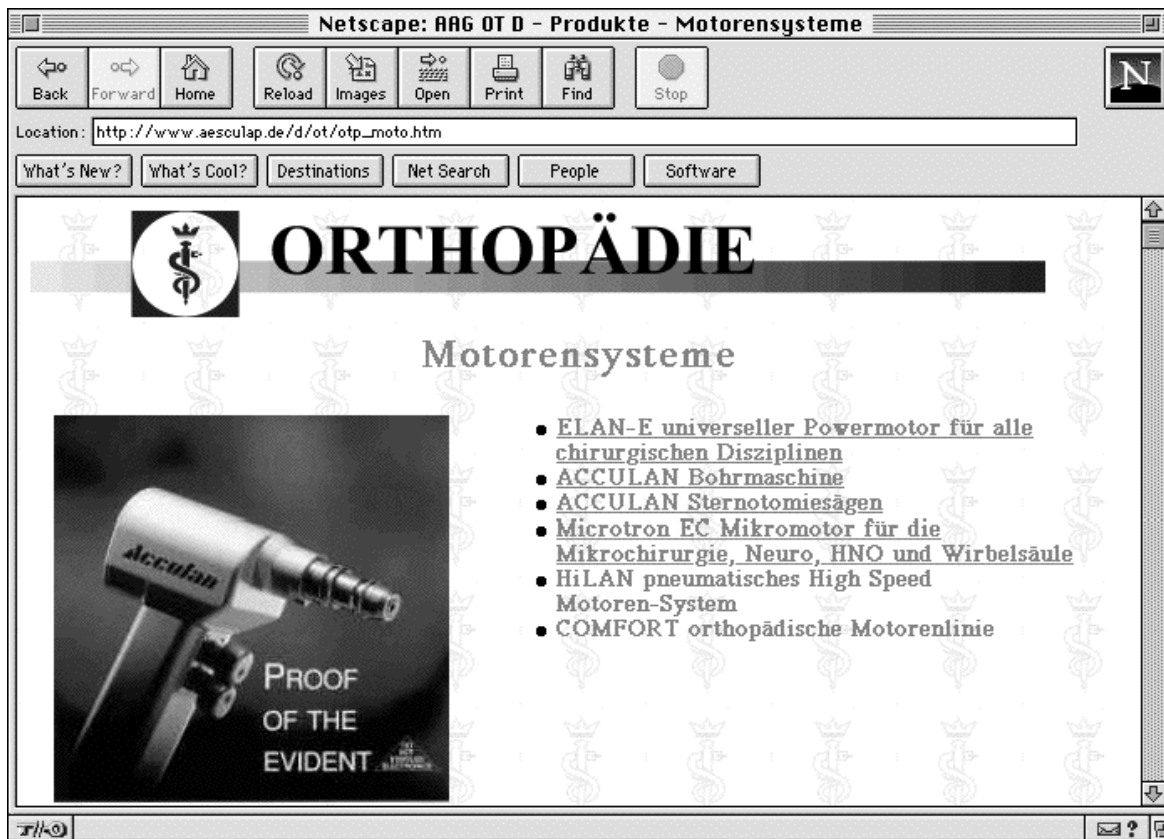 Netscape: AAG OT D - Produkte - Motorensysteme
Back Forward Home Reload Images Open Print Find Stop
N
Location: http://www.aesculap.de/d/ot/otp_moto.htm
What's New? What's Cool? Destinations Net Search People Software
ORTHOPÄDIE
Motorensysteme
ELAN-E universeller Powermotor für alle
chirurgischen Disziplinen
ACCULAN Bohrmaschine
ACCULAN Sternotomiesägen
Microtron EC Mikromotor für die
Mikrochirurgie, Neuro, HNO und Wirbelsäule
HiLAN pneumatisches High Speed
Motoren-System
COMFORT orthopädische Motorenlinie
Acculan
PROOF
OF THE
EVIDENT
?